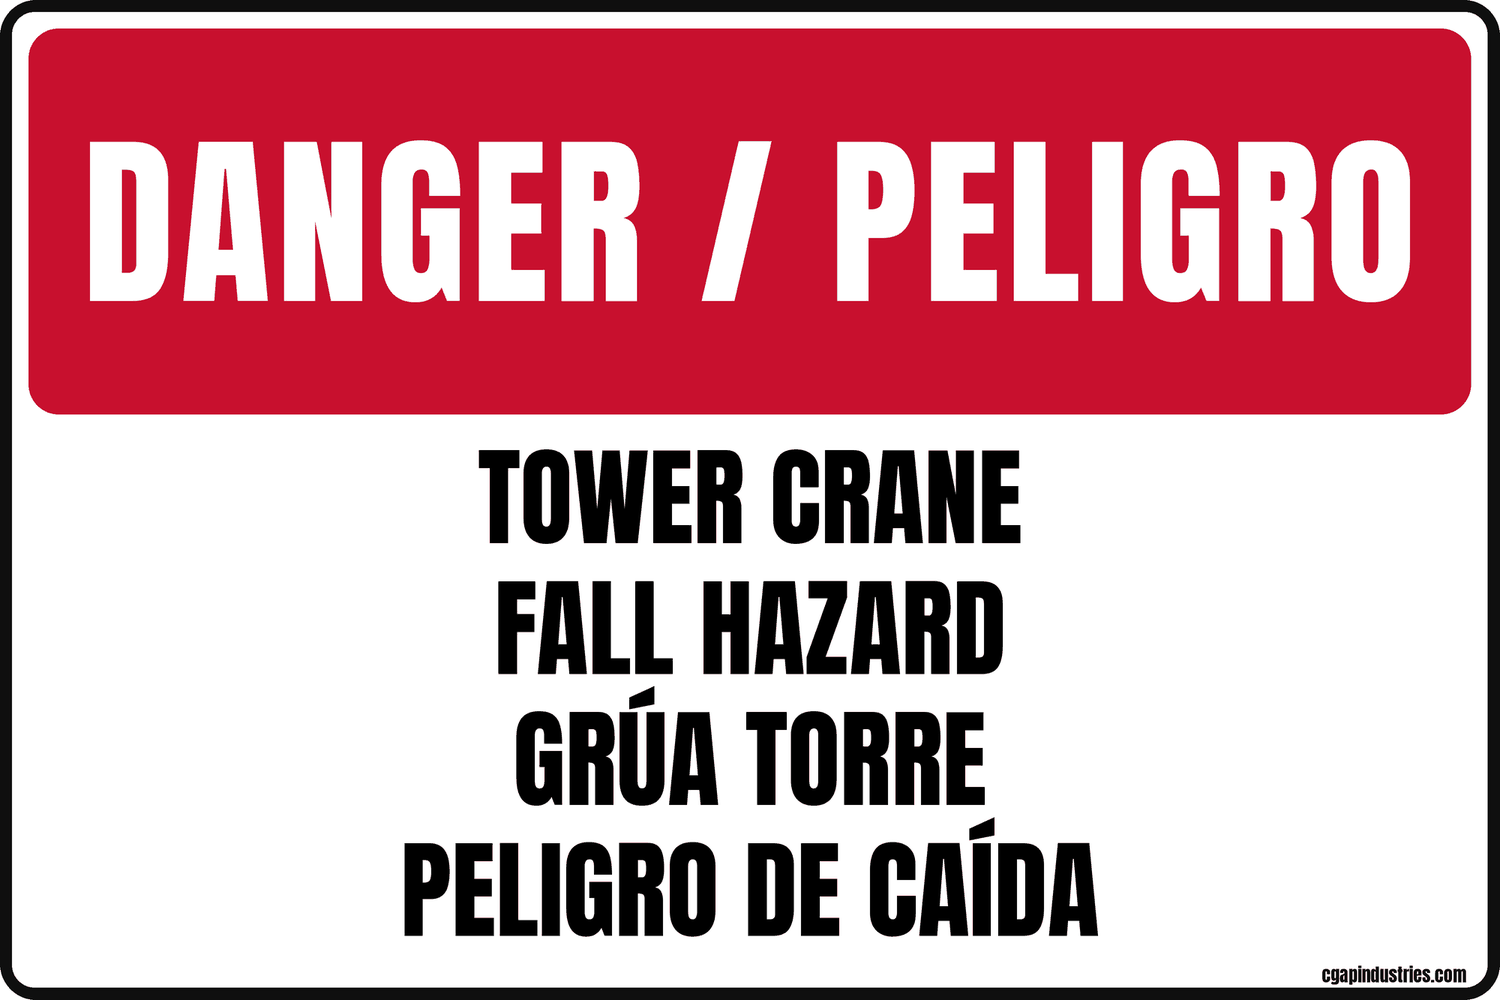 DANGER / PELIGRO
TOWER CRANE
FALL HAZARD
GRÚA TORRE
PELIGRO DE CAÍDA
cgapindustries.com